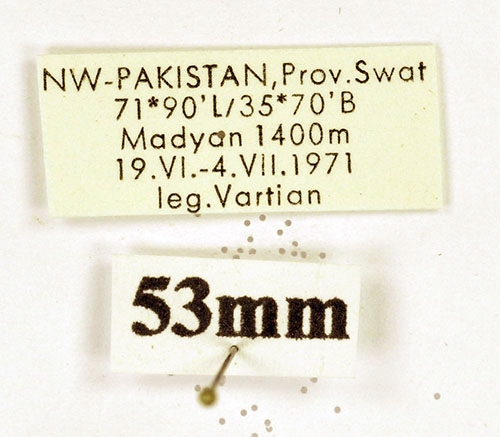 NW-PAKISTAN,Prov.Swat
71*90'L/35*70'B
Madyan 1400m
19.VI.-4.VII.1971
leg.Vartian
53mm